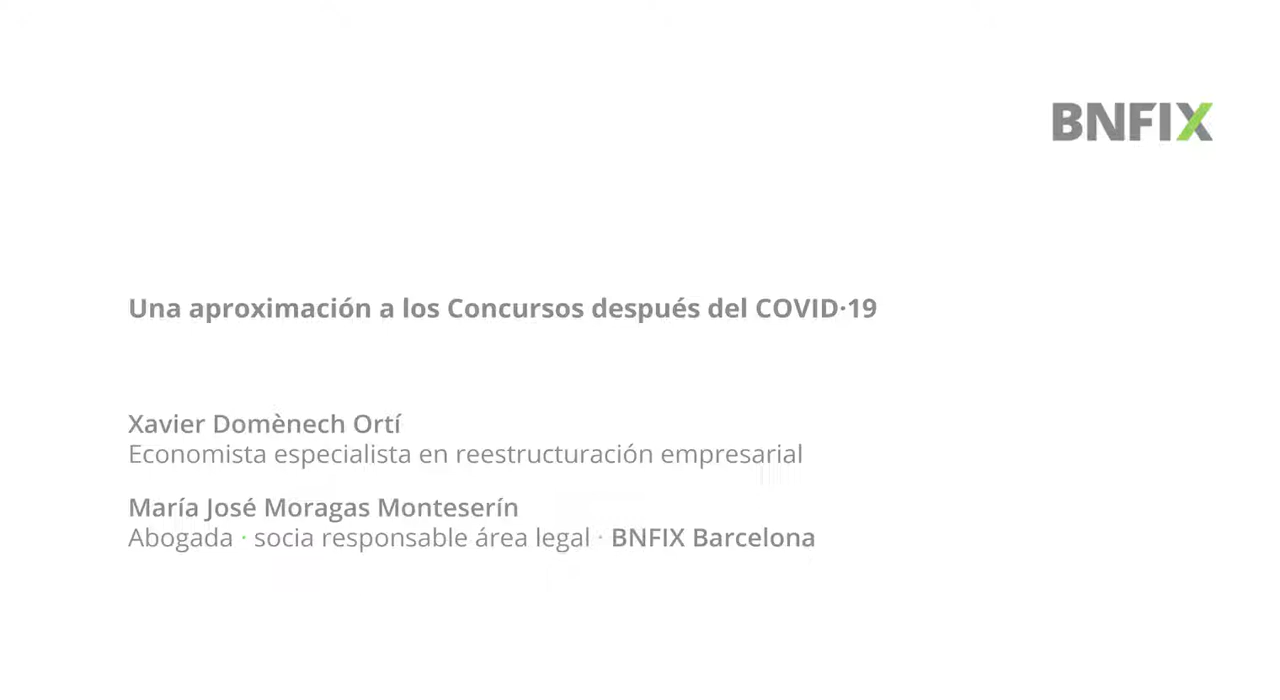 BNFIX
Una aproximación a los Concursos después del COVID·19
Xavier Domènech Ortí
Economista especialista en reestructuración empresarial
María José Moragas Monteserín
Abogada · socia responsable área legal · BNFIX Barcelona